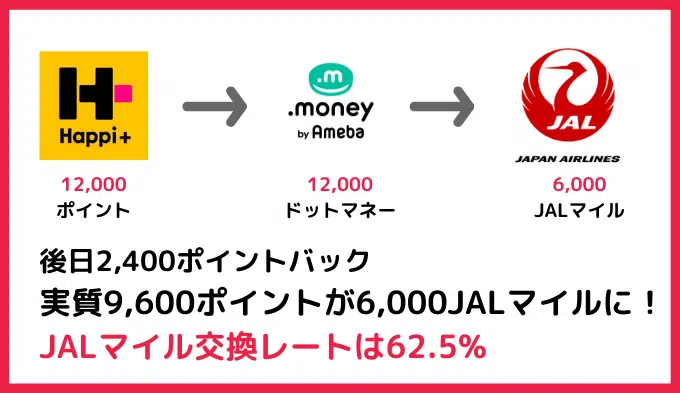 H+
Happi+
12,000
ポイント
.m
.money
by Ameba
12,000
ドットマネー
JAL
JAPAN AIRLINES
6,000
JALマイル
後日2,400ポイントバック
実質9,600ポイントが6,000JALマイルに！
JALマイル交換レートは62.5%